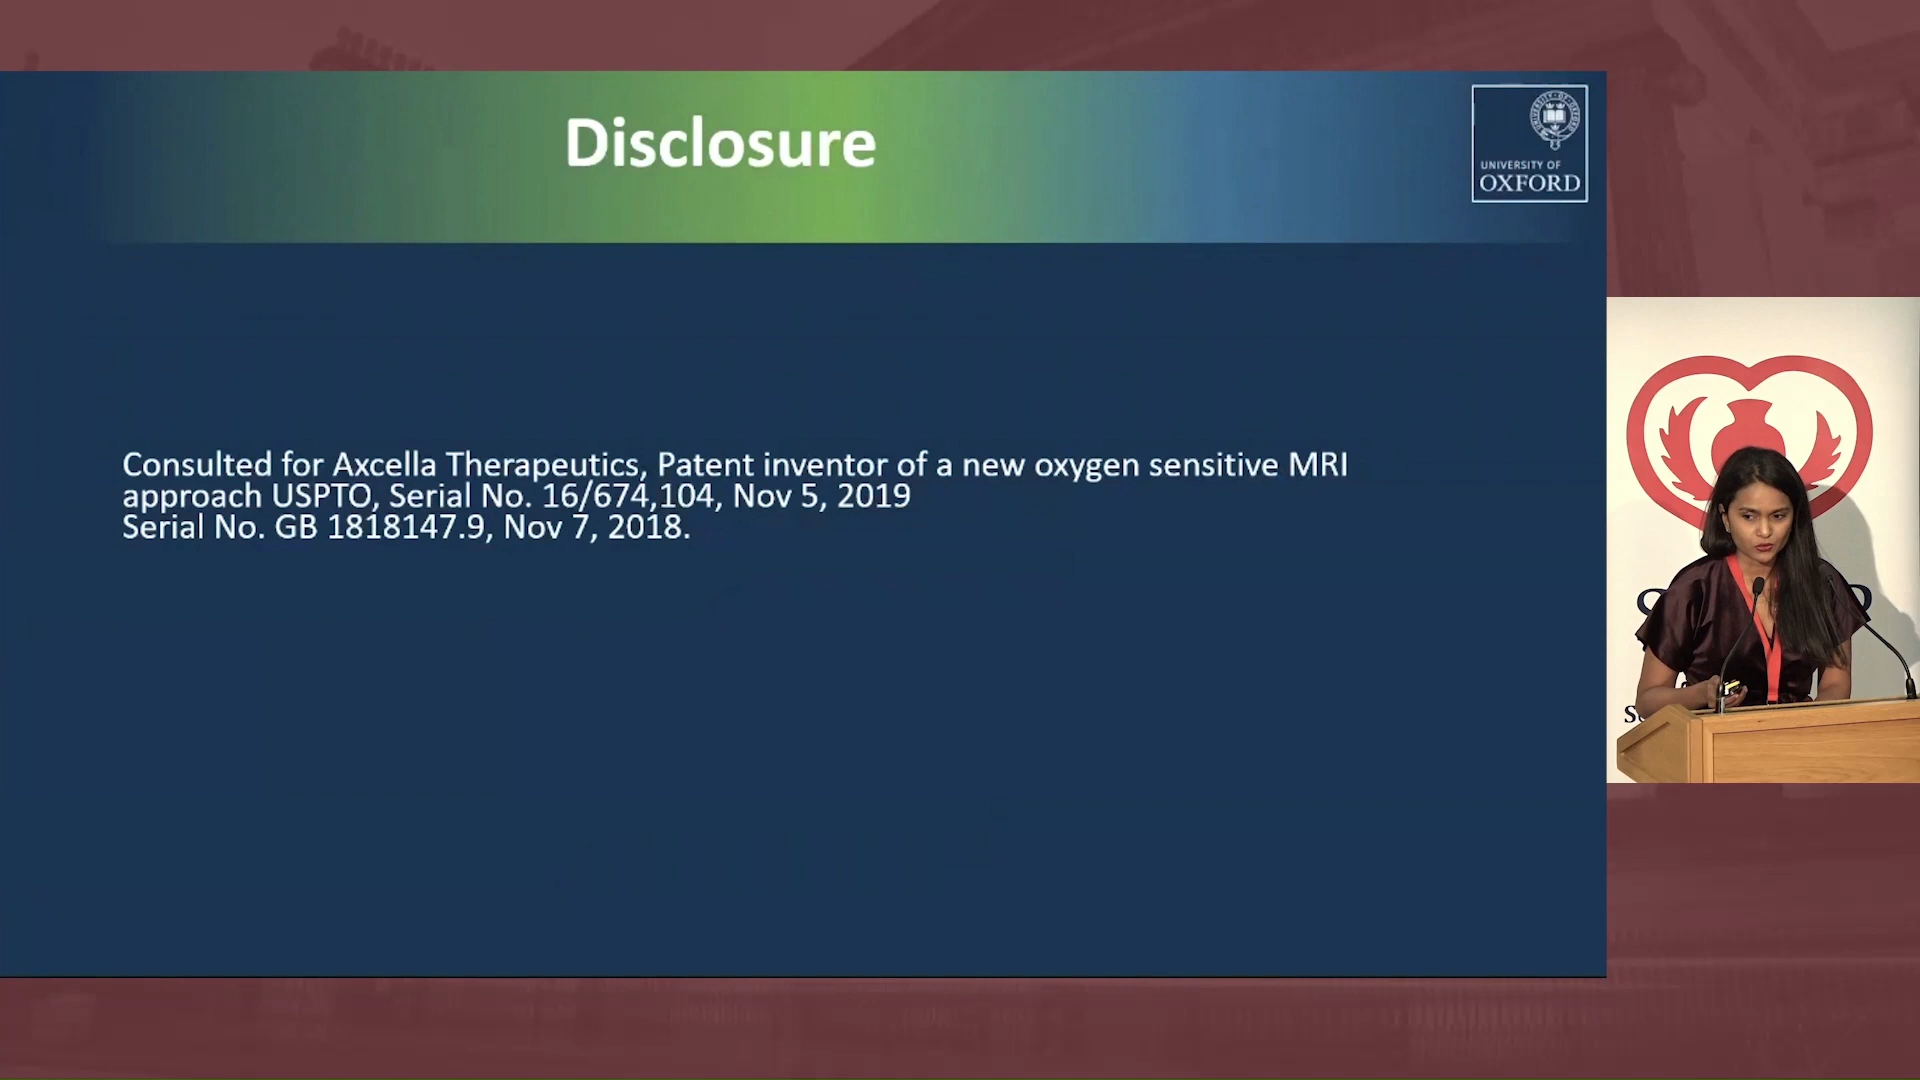 Disclosure
UNIVERSITY OF
OXFORD
Consulted for Axcella Therapeutics, Patent inventor of a new oxygen sensitive MRI
approach USPTO, Serial No. 16/674,104, Nov 5, 2019
Serial No. GB 1818147.9, Nov 7, 2018.